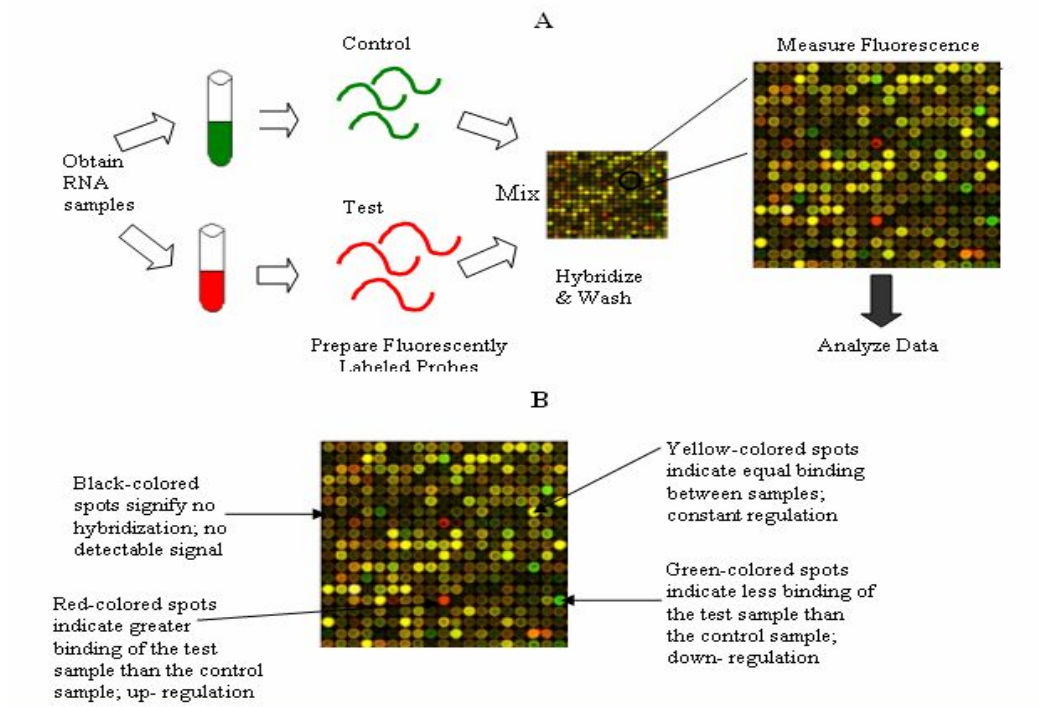 A
Control
Measure Fluorescence
Obtain
RNA
samples
Mix
Test
Hybridize
& Wash
Prepare Fluorescently
Labeled Probes
Analyze Data
B
Black-colored
spots signify no
hybridization; no
detectable signal
Yellow-colored spots
indicate equal binding
between samples;
constant regulation
Red-colored spots
indicate greater
binding of the test
sample than the control
sample; up- regulation
Green-colored spots
indicate less binding of
the test sample than
the control sample;
down- regulation